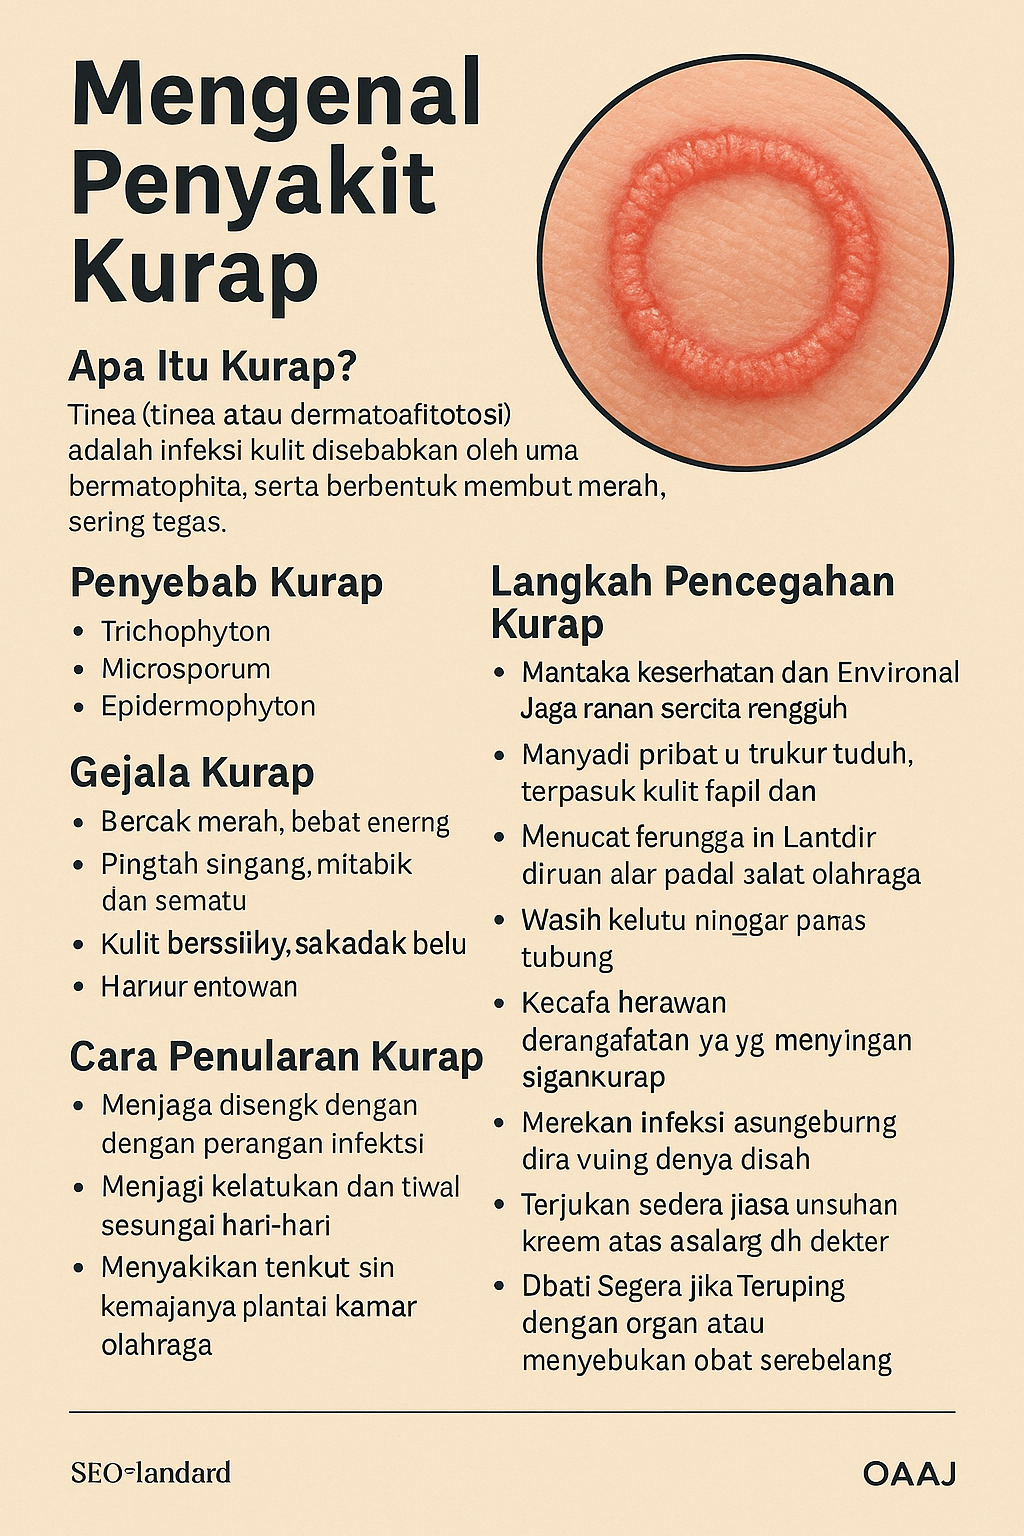 Mengenal
Penyakit
Kurap
Apa Itu Kurap?
Tinea (tinea atau dermatoafitotosi)
adalah infeksi kulit disebabkan oleh uma
bermatophita, serta berbentuk membut merah,
sering tegas.
Penyebab Kurap
• Trichophyton
• Microsporum
• Epidermophyton
Gejala Kurap
• Bercak merah, bebat enerng
• Pingtah singang, mitabik
dan sematu
• Kulit sakadak belu
• entowan
Cara Penularan Kurap
• Menjaga disengk dengan
dengan perangan infektsi
• Menjagi kelatukan dan tiwal
sesungai hari-hari
• Menyakikan tenkut sin
kemajanya plantai kamar
olahraga
Langkah Pencegahan
Kurap
• Mantaka keserhatan dan Environal
Jaga ranan sercita rengguh
• Manyadi pribat u trukur tuduh,
terpasuk kulit fapil dan
• Menucat ferungga in Lantdir
diruan alar padal olahraga
• Wasih kelutu ninogar parras
tubung
• Kecafa herawan
derangafatan ya yg menyingan
sigankurap
• Merekan infeksi asungeburng
dira vuing denya disah
• Terjukan sedera jiasa unsuhan
kreem atas asalarg dh dekter
• Dbati Segera jika Teruping
dengan organ atau
menyebukan obat serebelang
SEO=landard
OAAJ